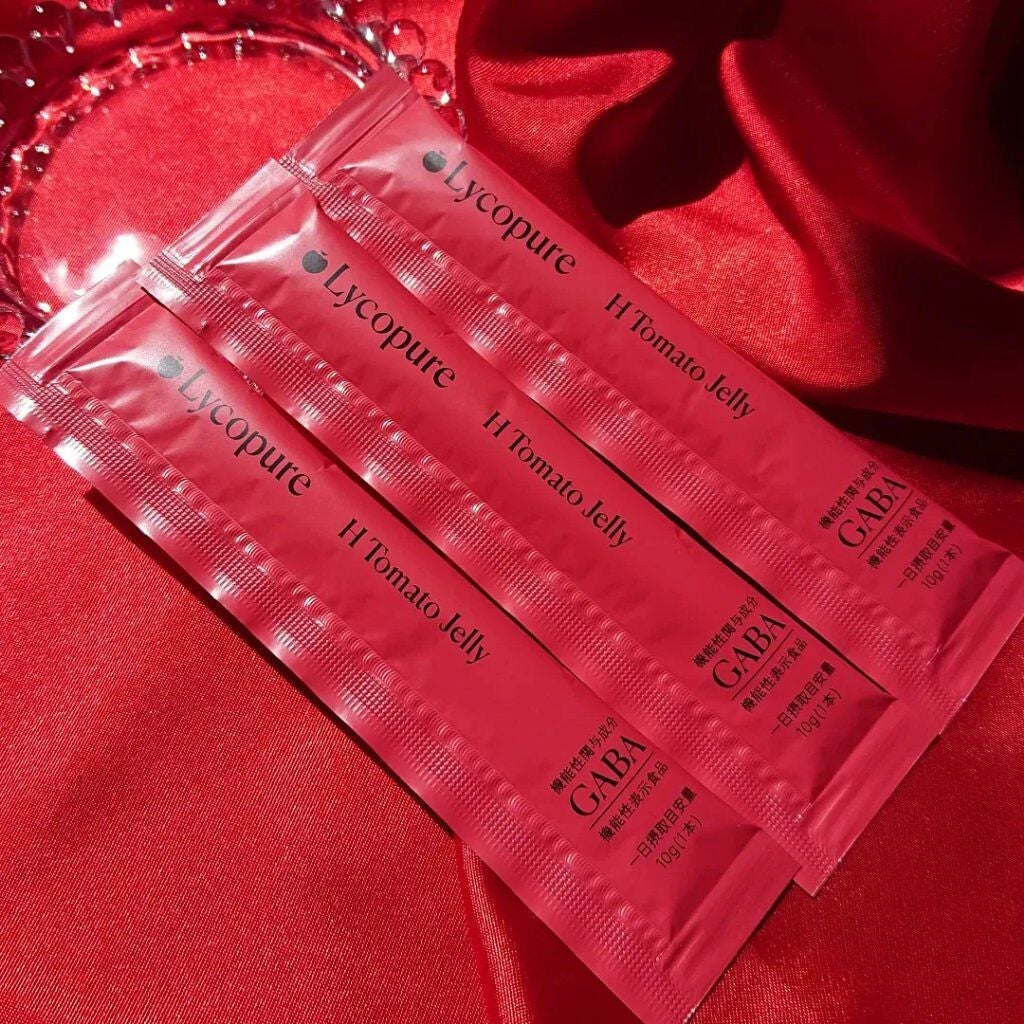 Lycopure
H Tomato Jelly
機能性関与成分
GABA
機能性表示食品
一日摂取目安量
10g(1本)
Lycopure
H Tomato Jelly
機能性関与成分
GABA
機能性表示食品
一日摂取目安量
10g(1本)
Lycopure
H Tomato Jelly
機能性関与成分
GABA
機能性表示食品
一日摂取目安量
10g(1本)